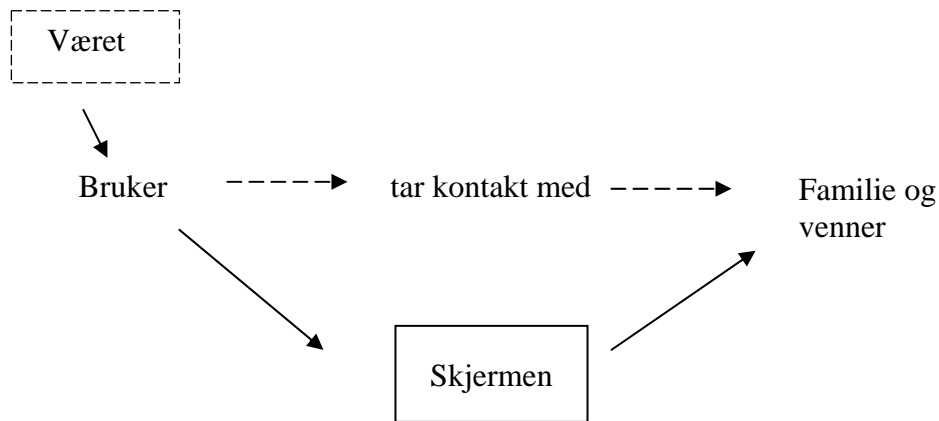 Været
Bruker
tar kontakt med
Familie og
venner
Skjermen